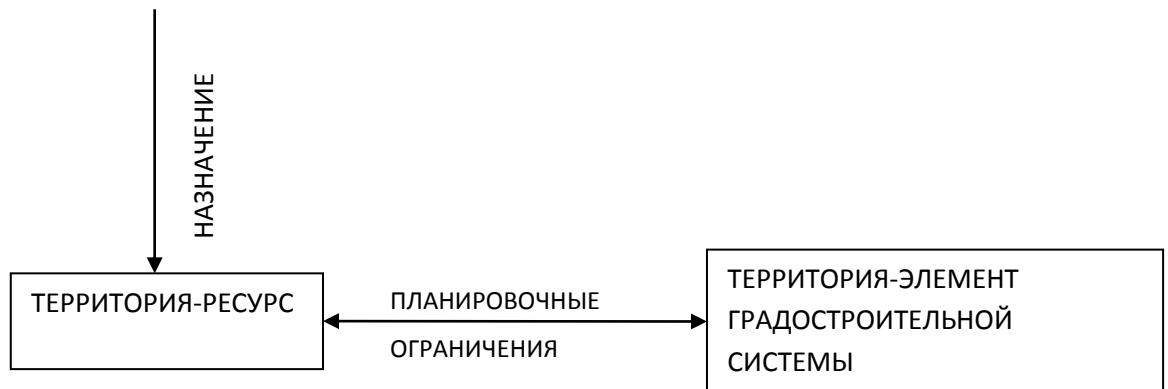 НАЗНАЧЕНИЕ
ТЕРРИТОРИЯ-РЕСУРС
ПЛАНИРОВОЧНЫЕ
ОГРАНИЧЕНИЯ
ТЕРРИТОРИЯ-ЭЛЕМЕНТ
ГРАДОСТРОИТЕЛЬНОЙ
СИСТЕМЫ